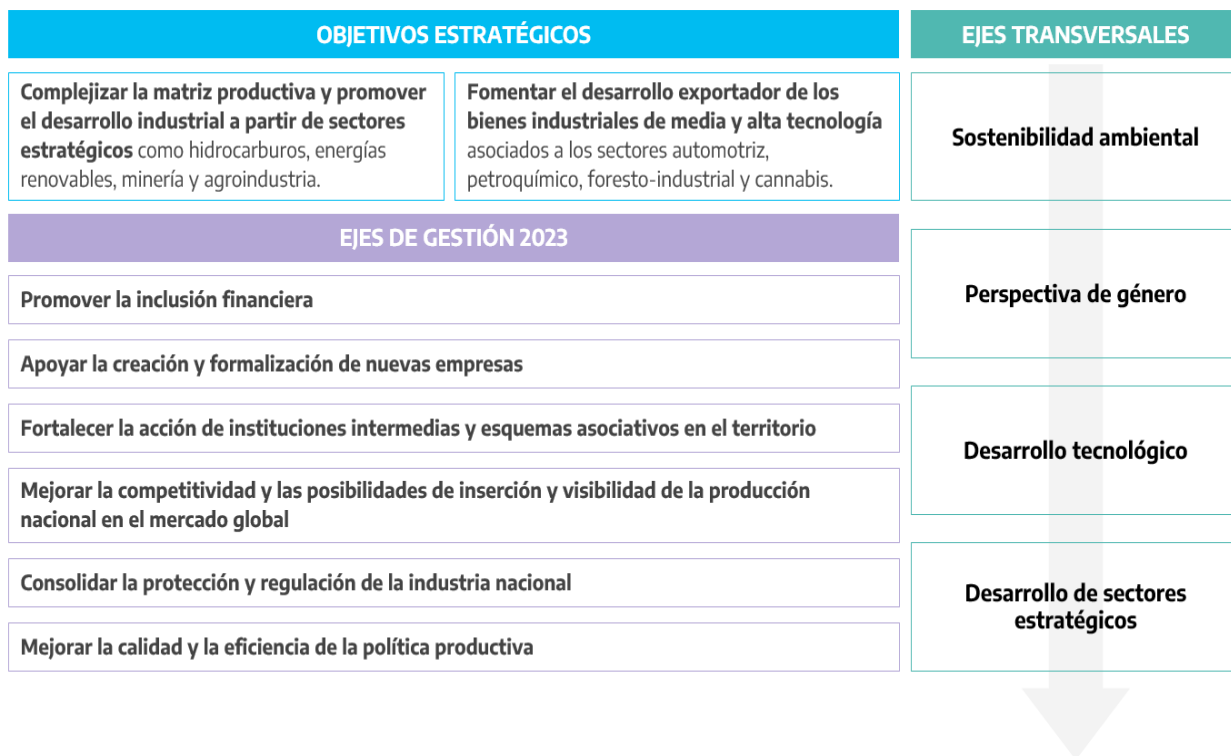 OBJETIVOS ESTRATÉGICOS
Complejizar la matriz productiva y promover
el desarrollo industrial a partir de sectores
estratégicos como hidrocarburos, energías
renovables, minería y agroindustria.
Fomentar el desarrollo exportador de los
bienes industriales de media y alta tecnología
asociados a los sectores automotriz,
petroquímico, foresto-industrial y cannabis.
EJES DE GESTIÓN 2023
Promover la inclusión financiera
Apoyar la creación y formalización de nuevas empresas
Fortalecer la acción de instituciones intermedias y esquemas asociativos en el territorio
Mejorar la competitividad y las posibilidades de inserción y visibilidad de la producción
nacional en el mercado global
Consolidar la protección y regulación de la industria nacional
Mejorar la calidad y la eficiencia de la política productiva
EJES TRANSVERSALES
Sostenibilidad ambiental
Perspectiva de género
Desarrollo tecnológico
Desarrollo de sectores
estratégicos